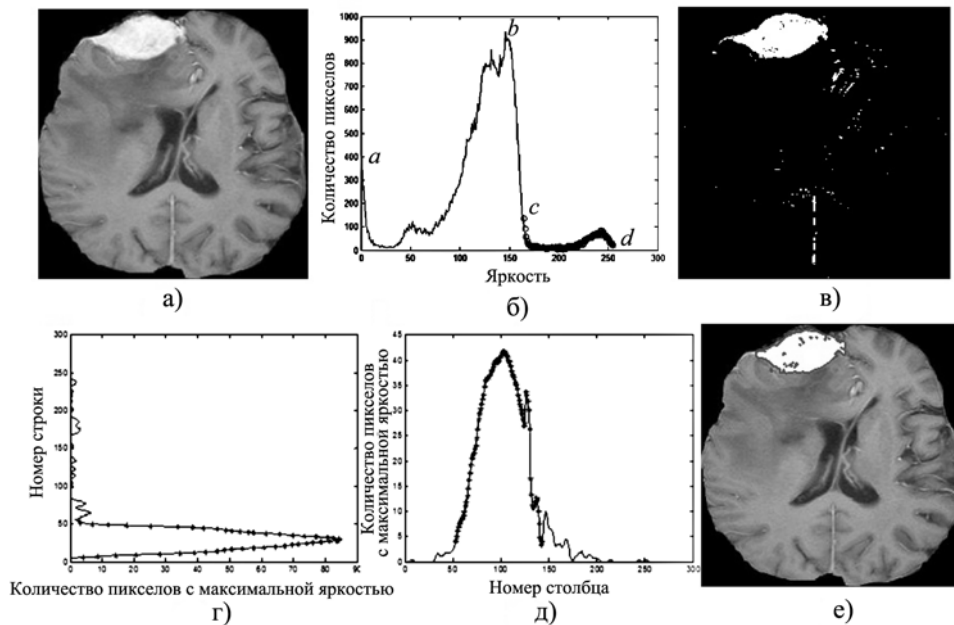 1000
900
800
700
600
500
400
300
200
100
0
Количество пикселов
a
b
c
d
0 50 100 150 200 250 300
Яркость
а)
б)
в)
300
250
200
150
100
50
0
Номер строки
0 10 20 30 40 50 60 70 80 90
Количество пикселов с максимальной яркостью
г)
45
40
35
30
25
20
15
10
5
0
Количество пикселов
с максимальной яркостью
0 50 100 150 200 250 300
Номер столбца
д)
е)